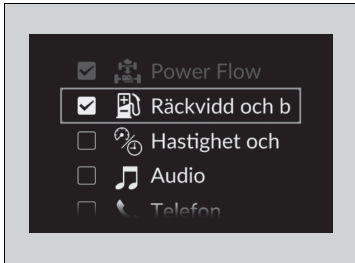 Power Flow
Räckvidd och b
Hastighet och
Audio
Telefon